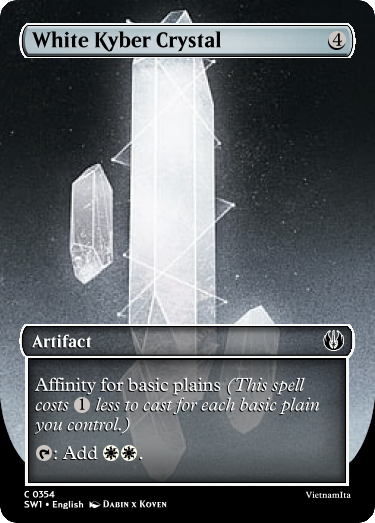 White Kyber Crystal 4
Artifact
Affinity for basic plains (This spell
costs 1 less to cast for each basic plain
you control.)
: Add .
C 0354
SW1 • English Dabin x Koven
VietnamIta